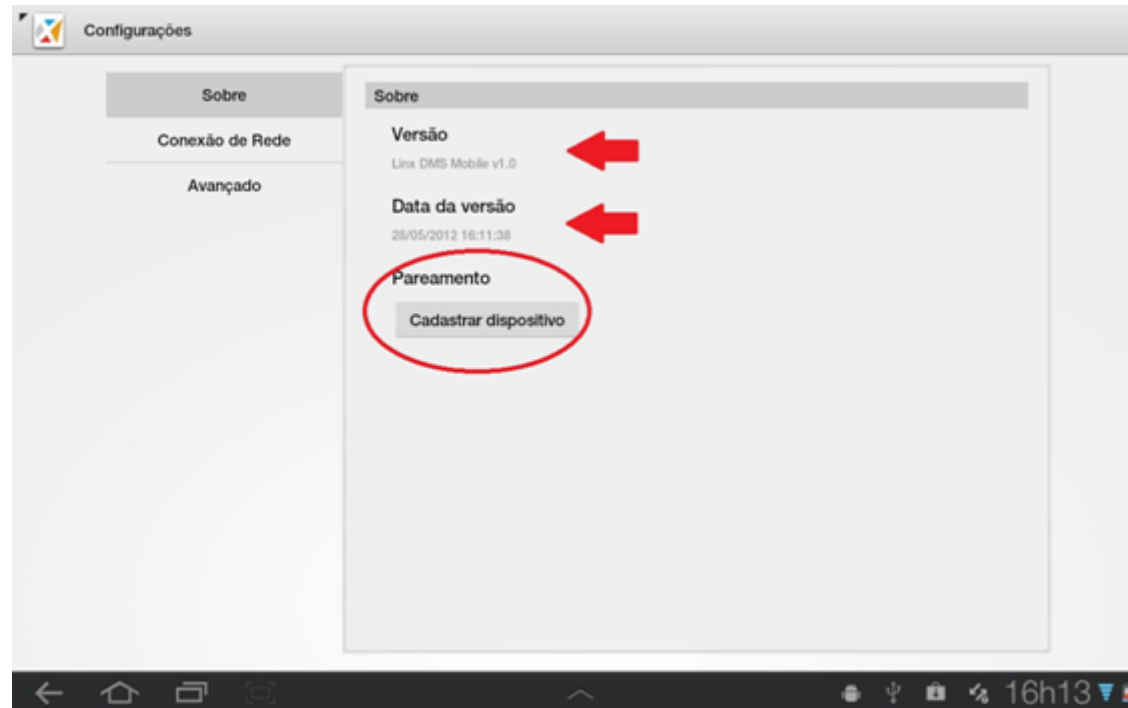 Configurações
Sobre
Conexão de Rede
Avançado
Sobre
Versão
Linx DMS Mobile v1.0
Data da versão
28/05/2012 16:11:38
Pareamento
Cadastrar dispositivo
16h13